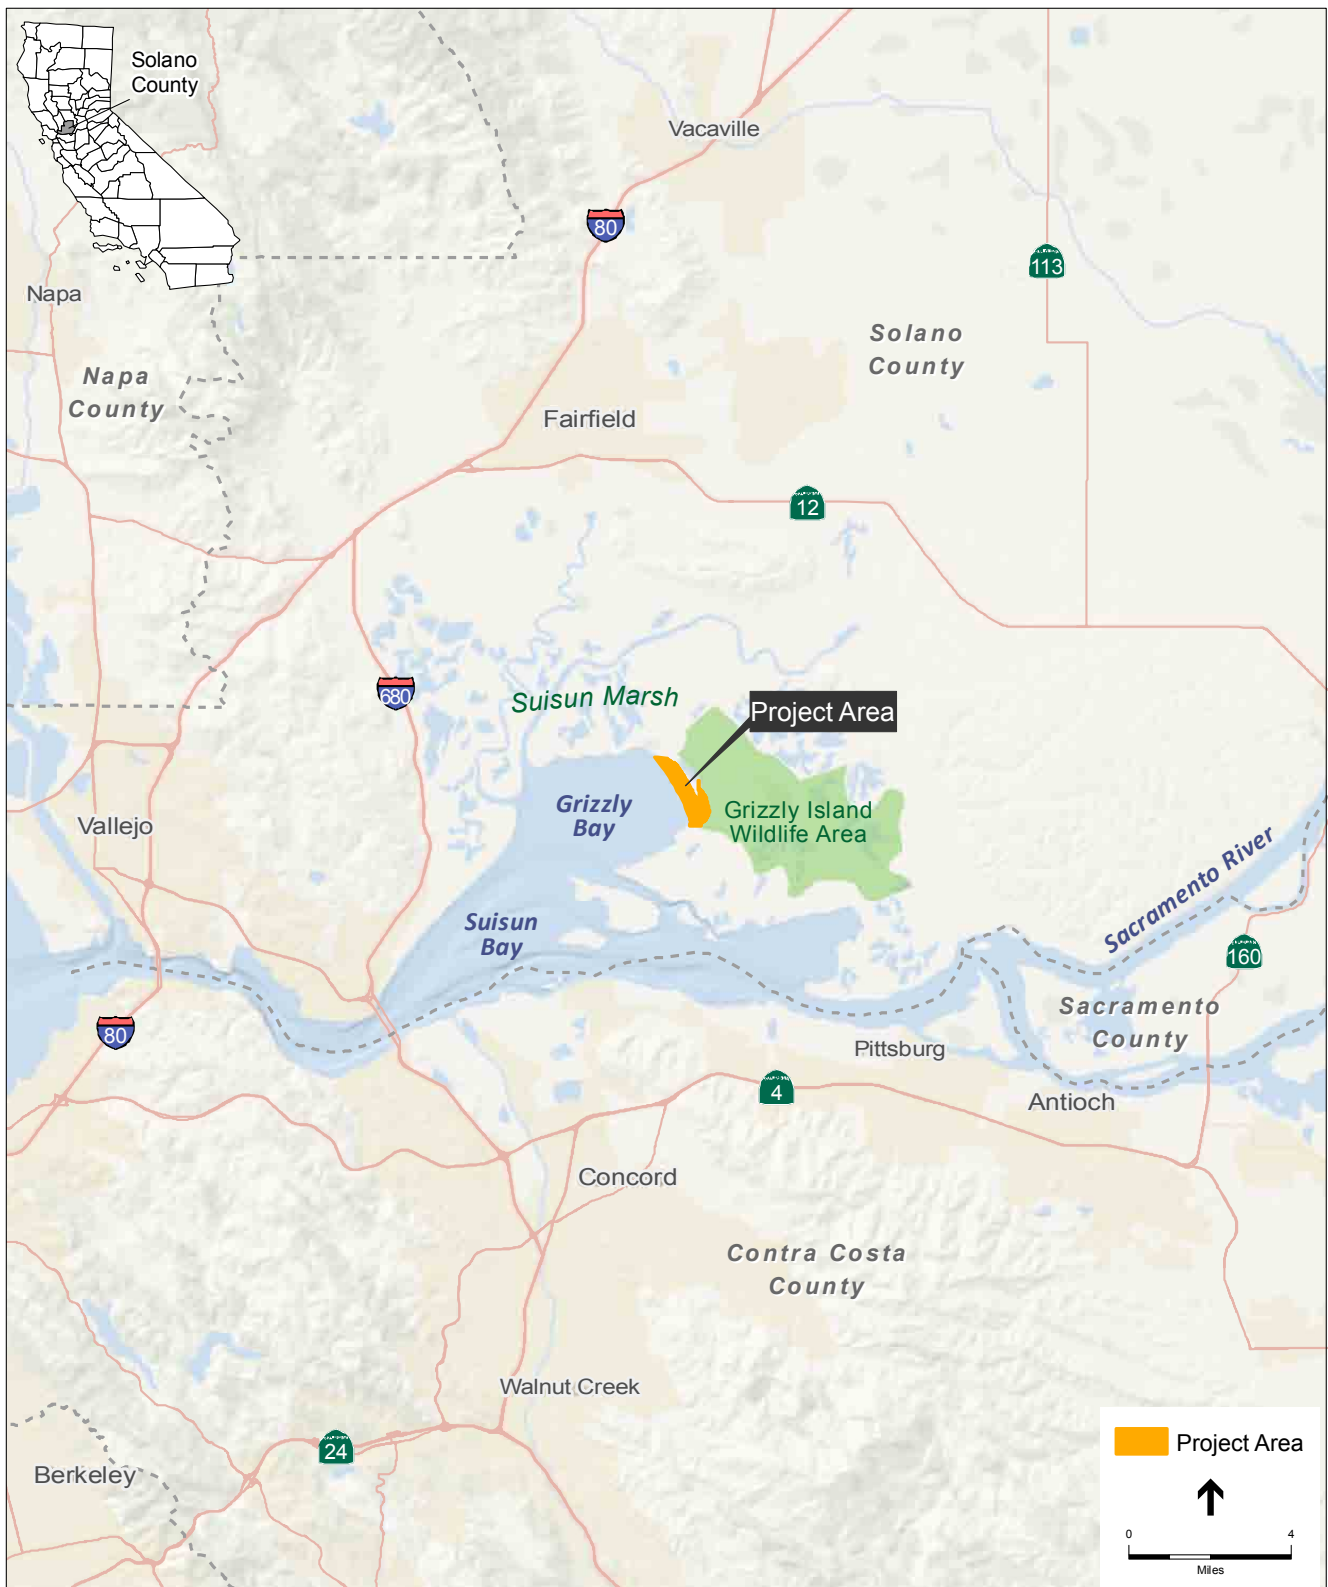 Solano
County
Vacaville
80
113
Napa
Solano
County
Napa
County
Fairfield
12
680
Suisun Marsh
Project Area
Grizzly
Bay
Grizzly Island
Wildlife Area
Vallejo
Suisun
Bay
Sacramento River
160
Sacramento
County
80
Pittsburg
4
Antioch
Concord
Contra Costa
County
Walnut Creek
24
Berkeley
Project Area
0 4
Miles